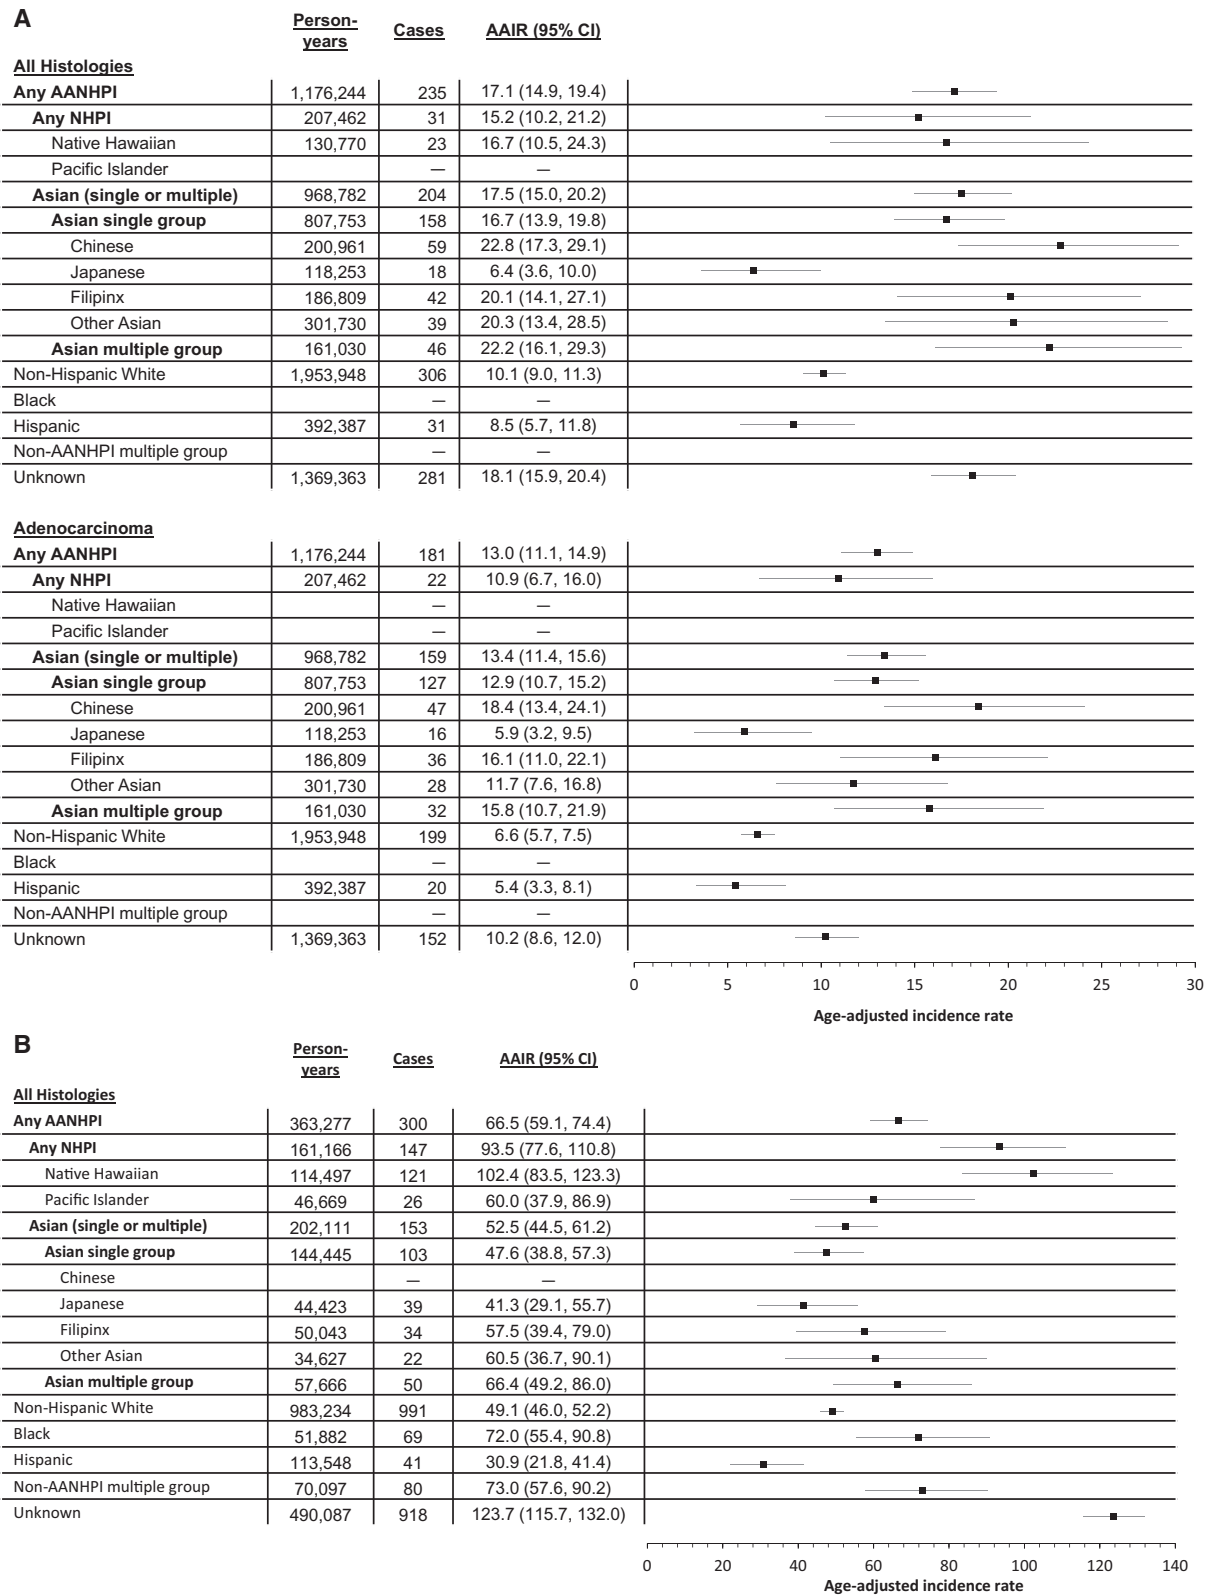 A
Person-years Cases AAIR (95% CI)
All Histologies
Any AANHPI 1,176,244 235 17.1 (14.9, 19.4)
Any NHPI 207,462 31 15.2 (10.2, 21.2)
Native Hawaiian 130,770 23 16.7 (10.5, 24.3)
Pacific Islander — —
Asian (single or multiple) 968,782 204 17.5 (15.0, 20.2)
Asian single group 807,753 158 16.7 (13.9, 19.8)
Chinese 200,961 59 22.8 (17.3, 29.1)
Japanese 118,253 18 6.4 (3.6, 10.0)
Filipinx 186,809 42 20.1 (14.1, 27.1)
Other Asian 301,730 39 20.3 (13.4, 28.5)
Asian multiple group 161,030 46 22.2 (16.1, 29.3)
Non-Hispanic White 1,953,948 306 10.1 (9.0, 11.3)
Black — —
Hispanic 392,387 31 8.5 (5.7, 11.8)
Non-AANHPI multiple group — —
Unknown 1,369,363 281 18.1 (15.9, 20.4)
Adenocarcinoma
Any AANHPI 1,176,244 181 13.0 (11.1, 14.9)
Any NHPI 207,462 22 10.9 (6.7, 16.0)
Native Hawaiian — —
Pacific Islander — —
Asian (single or multiple) 968,782 159 13.4 (11.4, 15.6)
Asian single group 807,753 127 12.9 (10.7, 15.2)
Chinese 200,961 47 18.4 (13.4, 24.1)
Japanese 118,253 16 5.9 (3.2, 9.5)
Filipinx 186,809 36 16.1 (11.0, 22.1)
Other Asian 301,730 28 11.7 (7.6, 16.8)
Asian multiple group 161,030 32 15.8 (10.7, 21.9)
Non-Hispanic White 1,953,948 199 6.6 (5.7, 7.5)
Black — —
Hispanic 392,387 20 5.4 (3.3, 8.1)
Non-AANHPI multiple group — —
Unknown 1,369,363 152 10.2 (8.6, 12.0)
0 5 10 15 20 25 30
Age-adjusted incidence rate
B
Person-years Cases AAIR (95% CI)
All Histologies
Any AANHPI 363,277 300 66.5 (59.1, 74.4)
Any NHPI 161,166 147 93.5 (77.6, 110.8)
Native Hawaiian 114,497 121 102.4 (83.5, 123.3)
Pacific Islander 46,669 26 60.0 (37.9, 86.9)
Asian (single or multiple) 202,111 153 52.5 (44.5, 61.2)
Asian single group 144,445 103 47.6 (38.8, 57.3)
Chinese — —
Japanese 44,423 39 41.3 (29.1, 55.7)
Filipinx 50,043 34 57.5 (39.4, 79.0)
Other Asian 34,627 22 60.5 (36.7, 90.1)
Asian multiple group 57,666 50 66.4 (49.2, 86.0)
Non-Hispanic White 983,234 991 49.1 (46.0, 52.2)
Black 51,882 69 72.0 (55.4, 90.8)
Hispanic 113,548 41 30.9 (21.8, 41.4)
Non-AANHPI multiple group 70,097 80 73.0 (57.6, 90.2)
Unknown 490,087 918 123.7 (115.7, 132.0)
0 20 40 60 80 100 120 140
Age-adjusted incidence rate